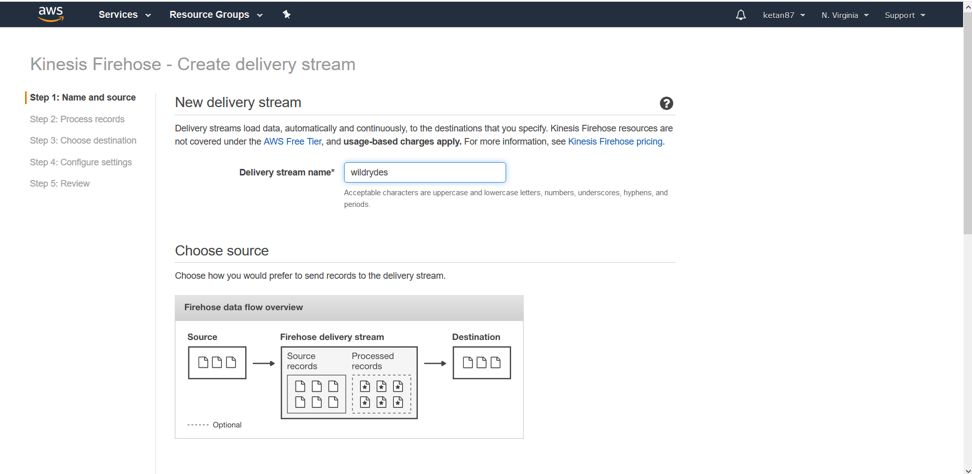 aws Services Resource Groups ketan87 N. Virginia Support
Kinesis Firehose - Create delivery stream
Step 1: Name and source
Step 2: Process records
Step 3: Choose destination
Step 4: Configure settings
Step 5: Review
New delivery stream ?
Delivery streams load data, automatically and continuously, to the destinations that you specify. Kinesis Firehose resources are
not covered under the AWS Free Tier, and usage-based charges apply. For more information, see Kinesis Firehose pricing.
Delivery stream name* wildrydes
Acceptable characters are uppercase and lowercase letters, numbers, underscores, hyphens, and
periods.
Choose source
Choose how you would prefer to send records to the delivery stream.
Firehose data flow overview
Source Firehose delivery stream Destination
Source Processed
records records
Optional